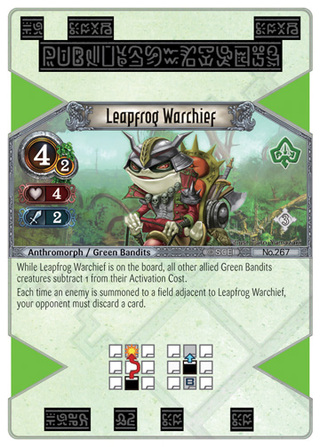 Leapfrog Warchief
4
2
4
2
Anthromorph / Green Bandits No.267
While Leapfrog Warchief is on the board, all other allied Green Bandits
creatures subtract 1 from their Activation Cost.
Each time an enemy is summoned to a field adjacent to Leapfrog Warchief,
your opponent must discard a card.